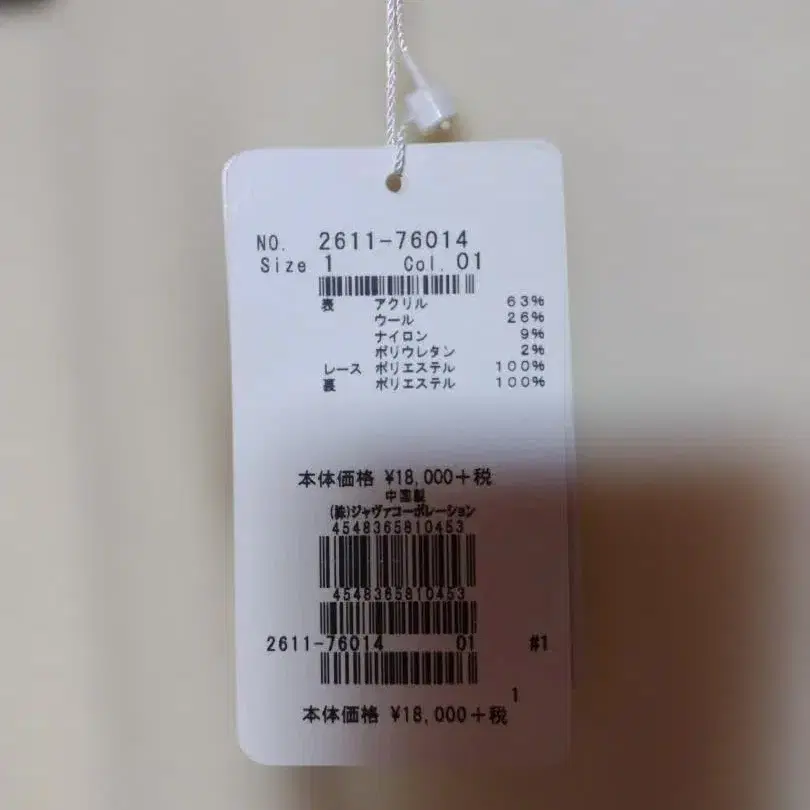 NO. 2611-76014
Size 1 Col. 01
表 アクリル 63%
ウール 26%
ナイロン 9%
ポリウレタン 2%
レース ポリエステル 100%
裏 ポリエステル 100%
本体価格 ¥18,000+税
中国製
(株)ジャヴァコーポレーション
4548365810453
4548365810453
2611-76014 01 #1
1
本体価格 ¥18,000+税